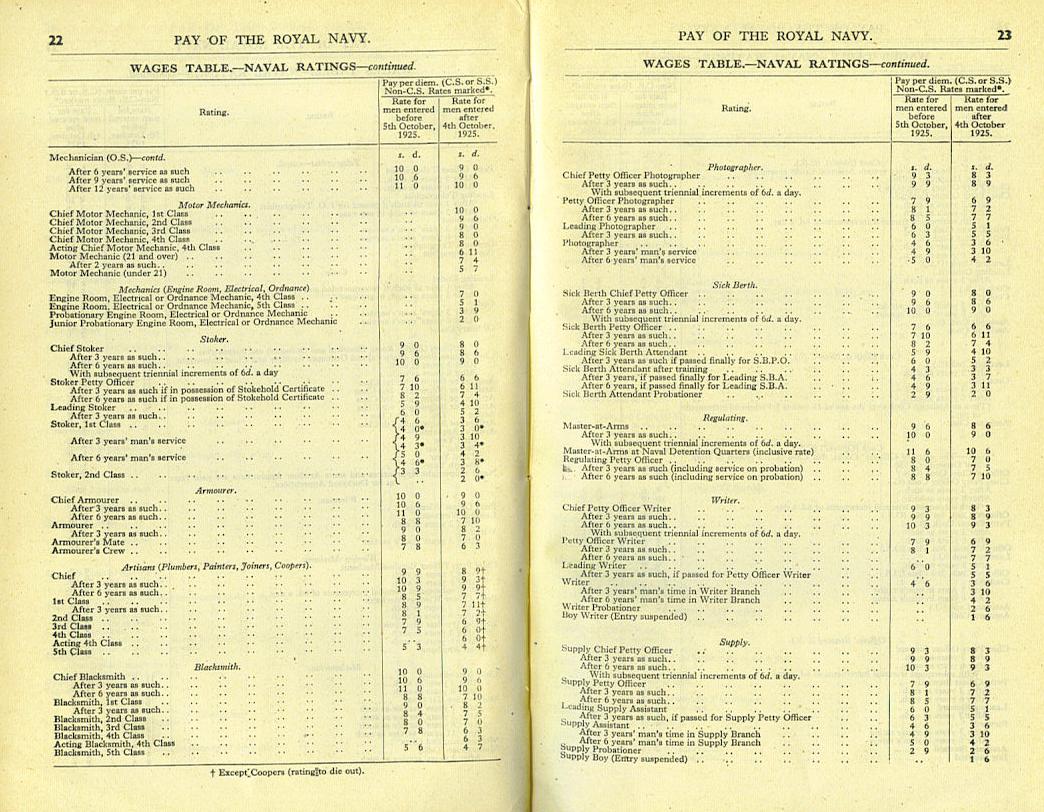 22 PAY OF THE ROYAL NAVY.
WAGES TABLE.—NAVAL RATINGS—continued.
Rating. Pay per diem. (C.S. or S.S.) Non-C.S. Rates marked*.
Rate for men entered before 5th October, 1925. Rate for men entered after 4th October, 1925.
s. d. s. d.
Mechanician (O.S.)—contd.
After 6 years' service as such 10 0 9 0
After 9 years' service as such 10 6 9 6
After 12 years' service as such 11 0 10 0
Motor Mechanics.
Chief Motor Mechanic, 1st Class .. 10 0
Chief Motor Mechanic, 2nd Class .. 9 6
Chief Motor Mechanic, 3rd Class .. 9 0
Chief Motor Mechanic, 4th Class .. 8 0
Acting Chief Motor Mechanic, 4th Class .. 8 0
Motor Mechanic (21 and over) .. 6 11
After 2 years as such .. 7 4
Motor Mechanic (under 21) .. 5 7
Mechanics (Engine Room, Electrical, Ordnance)
Engine Room, Electrical or Ordnance Mechanic, 4th Class .. 7 0
Engine Room, Electrical or Ordnance Mechanic, 5th Class .. 5 1
Probationary Engine Room, Electrical or Ordnance Mechanic .. 3 9
Junior Probationary Engine Room, Electrical or Ordnance Mechanic .. 2 0
Stoker.
Chief Stoker 9 0 8 0
After 3 years as such.. 9 6 8 6
After 6 years as such.. 10 0 9 0
With subsequent triennial increments of 6d. a day
Stoker Petty Officer 7 6 6 6
After 3 years as such if in possession of Stokehold Certificate 7 10 6 11
After 6 years as such if in possession of Stokehold Certificate 8 2 7 4
Leading Stoker 5 9 4 10
After 3 years as such.. 6 0 5 2
Stoker, 1st Class {4 6 3 6
{4 0* 3 0*
After 3 years' man's service {4 9 3 10
{4 3* 3 4*
After 6 years' man's service {5 0 4 2
{4 6* 3 8*
Stoker, 2nd Class {3 3 2 6
{.. 2 0*
Armourer.
Chief Armourer 10 0 9 0
After 3 years as such.. 10 6 9 6
After 6 years as such.. 11 0 10 0
Armourer 8 8 7 10
After 3 years as such.. 9 0 8 2
Armourer's Mate 8 0 7 0
Armourer's Crew 7 8 6 3
Artisans (Plumbers, Painters, Joiners, Coopers).
Chief 9 9 8 9†
After 3 years as such.. 10 3 9 3†
After 6 years as such.. 10 9 9 9†
1st Class 8 5 7 7†
After 3 years as such.. 8 9 7 11†
2nd Class 8 1 7 2†
3rd Class 7 9 6 9†
4th Class 7 5 6 0†
Acting 4th Class .. 6 0†
5th Class 5 3 4 4†
Blacksmith.
Chief Blacksmith 10 0 9 0
After 3 years as such.. 10 6 9 6
After 6 years as such.. 11 0 10 0
Blacksmith, 1st Class 8 8 7 10
After 3 years as such.. 9 0 8 2
Blacksmith, 2nd Class 8 4 7 5
Blacksmith, 3rd Class 8 0 7 0
Blacksmith, 4th Class 7 8 6 3
Acting Blacksmith, 4th Class .. 6 3
Blacksmith, 5th Class 5 6 4 7
† Except Coopers (rating to die out).
PAY OF THE ROYAL NAVY. 23
WAGES TABLE.—NAVAL RATINGS—continued.
Rating. Pay per diem. (C.S. or S.S.) Non-C.S. Rates marked*.
Rate for men entered before 5th October, 1925. Rate for men entered after 4th October, 1925.
Photographer. s. d. s. d.
Chief Petty Officer Photographer 9 3 8 3
After 3 years as such.. 9 9 8 9
With subsequent triennial increments of 6d. a day.
Petty Officer Photographer 7 9 6 9
After 3 years as such.. 8 1 7 2
After 6 years as such.. 8 5 7 7
Leading Photographer 6 0 5 1
After 3 years as such.. 6 3 5 5
Photographer 4 6 3 6
After 3 years' man's service 4 9 3 10
After 6 years' man's service 5 0 4 2
Sick Berth.
Sick Berth Chief Petty Officer 9 0 8 0
After 3 years as such.. 9 6 8 6
After 6 years as such.. 10 0 9 0
With subsequent triennial increments of 6d. a day.
Sick Berth Petty Officer 7 6 6 6
After 3 years as such.. 7 10 6 11
After 6 years as such.. 8 2 7 4
Leading Sick Berth Attendant 5 9 4 10
After 3 years as such if passed finally for S.B.P.O. 6 0 5 2
Sick Berth Attendant after training 4 3 3 3
After 3 years, if passed finally for Leading S.B.A. 4 6 3 7
After 6 years, if passed finally for Leading S.B.A. 4 9 3 11
Sick Berth Attendant Probationer 2 9 2 0
Regulating.
Master-at-Arms 9 6 8 6
After 3 years as such.. 10 0 9 0
With subsequent triennial increments of 6d. a day.
Master-at-Arms at Naval Detention Quarters (inclusive rate) 11 6 10 6
Regulating Petty Officer 8 0 7 0
After 3 years as such (including service on probation) 8 4 7 5
After 6 years as such (including service on probation) 8 8 7 10
Writer.
Chief Petty Officer Writer 9 3 8 3
After 3 years as such.. 9 9 8 9
After 6 years as such.. 10 3 9 3
With subsequent triennial increments of 6d. a day.
Petty Officer Writer 7 9 6 9
After 3 years as such.. 8 1 7 2
After 6 years as such.. 7 7
Leading Writer 6 0 5 1
After 3 years as such, if passed for Petty Officer Writer 5 5
Writer 4 6 3 6
After 3 years' man's time in Writer Branch .. 3 10
After 6 years' man's time in Writer Branch .. 4 2
Writer Probationer .. 2 6
Boy Writer (Entry suspended) .. 1 6
Supply.
Supply Chief Petty Officer 9 3 8 3
After 3 years as such.. 9 9 8 9
After 6 years as such.. 10 3 9 3
With subsequent triennial increments of 6d. a day.
Supply Petty Officer 7 9 6 9
After 3 years as such.. 8 1 7 2
After 6 years as such.. 8 5 7 7
Leading Supply Assistant 6 0 5 1
After 3 years as such, if passed for Supply Petty Officer 6 3 5 5
Supply Assistant 4 6 3 6
After 3 years' man's time in Supply Branch 4 9 3 10
After 6 years' man's time in Supply Branch 5 0 4 2
Supply Probationer 2 9 2 6
Supply Boy (Entry suspended) .. 1 6